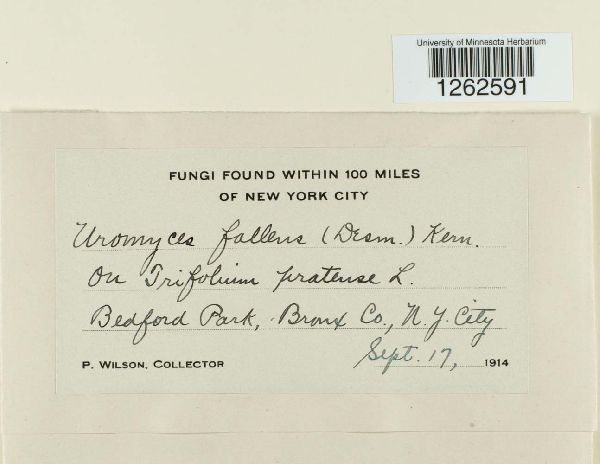 University of Minnesota Herbarium
1262591
FUNGI FOUND WITHIN 100 MILES
OF NEW YORK CITY
Uromyces fallens (Desm.) Kern.
On Trifolium pratense L.
Bedford Park, Bronx Co., N.Y. City
Sept. 17, 1914
P. WILSON, COLLECTOR